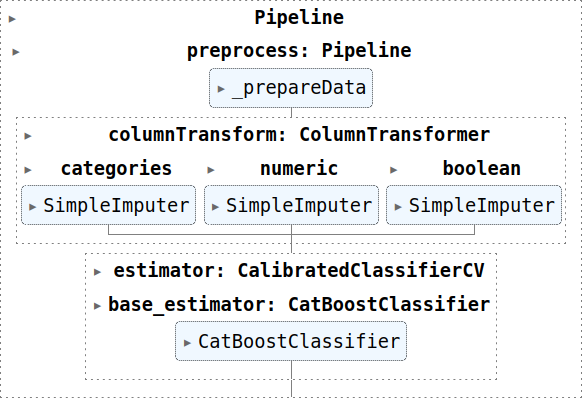 Pipeline
preprocess: Pipeline
_prepareData
columnTransform: ColumnTransformer
categories numeric boolean
SimpleImputer SimpleImputer SimpleImputer
estimator: CalibratedClassifierCV
base_estimator: CatBoostClassifier
CatBoostClassifier